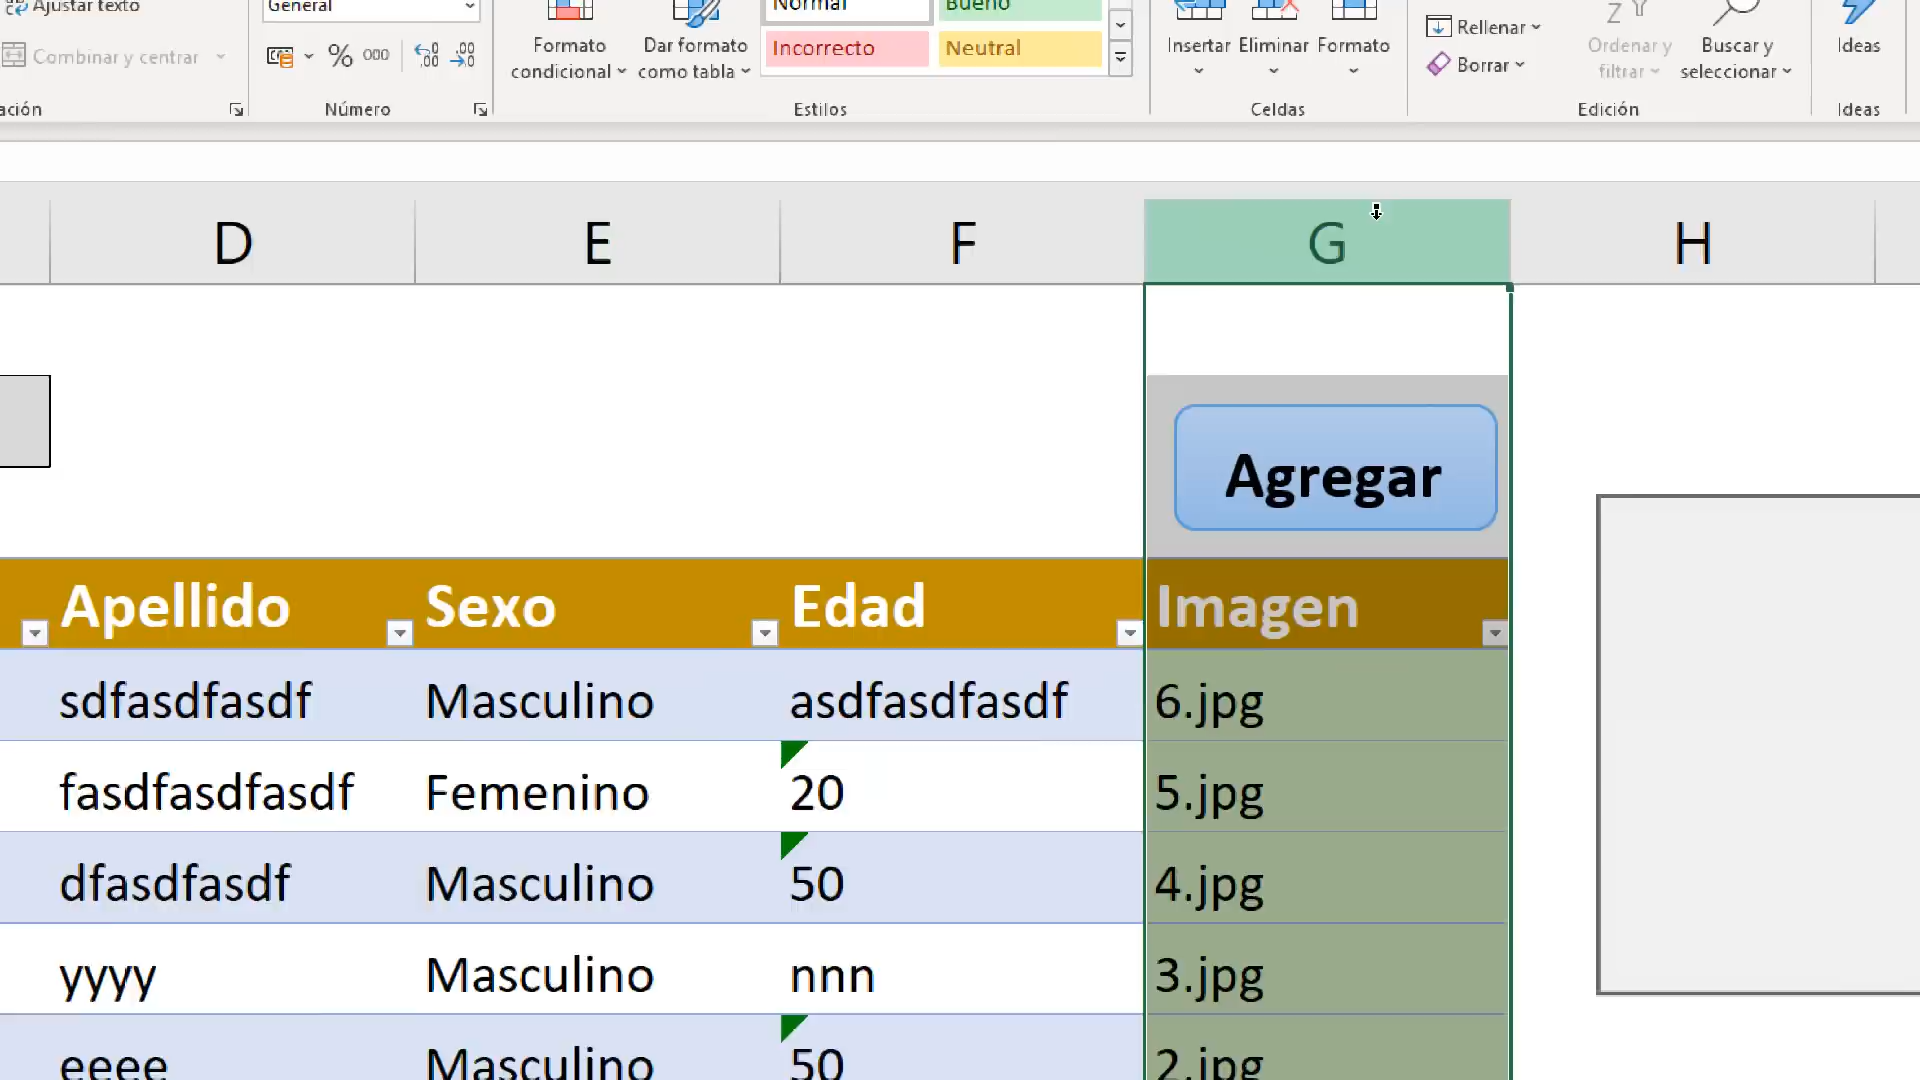 Ajustar texto
General
Normal
Bueno
Combinar y centrar
% 000
Formato
condicional
Dar formato
como tabla
Incorrecto
Neutral
Insertar
Eliminar
Formato
Rellenar
Borrar
Ordenar y
filtrar
Buscar y
seleccionar
Ideas
ación
Número
Estilos
Celdas
Edición
Ideas
D E F G H
Agregar
Apellido Sexo Edad Imagen
sdfasdfasdf Masculino asdfasdfasdf 6.jpg
fasdfasdfasdf Femenino 20 5.jpg
dfasdfasdf Masculino 50 4.jpg
yyyy Masculino nnn 3.jpg
eeee Masculino 50 2.jpg